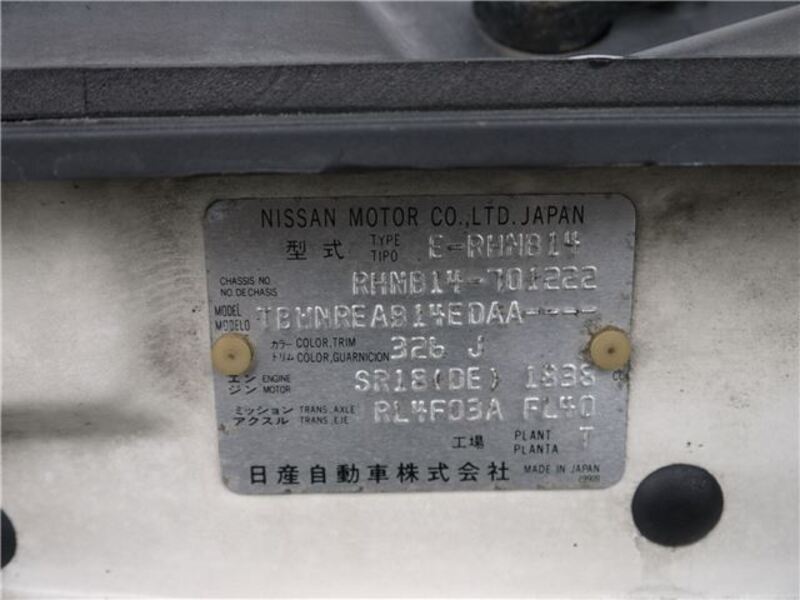 NISSAN MOTOR CO.,LTD.JAPAN
型式 TYPE TIPO E-RHNB14
CHASSIS NO. NO.DE CHASIS RHNB14-701222
MODEL MODELO TBYNREAB14EDAA----
カラー トリム COLOR,TRIM COLOR,GUARNICION 326 J
エンジン ENGINE MOTOR SR18(DE) 1838 cc
ミッション アクスル TRANS.AXLE TRANS.EJE RL4F03A FL40
工場 PLANT PLANTA T
日産自動車株式会社 MADE IN JAPAN